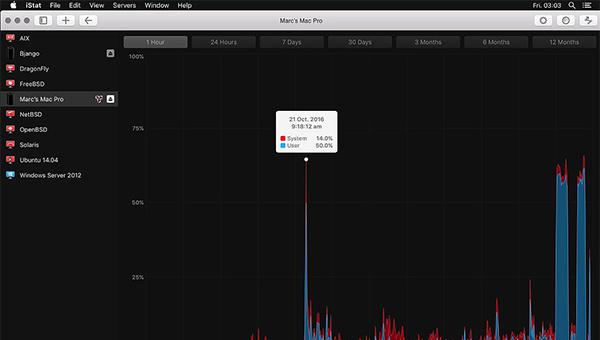 iStat File Edit View Servers Window Help Fri. 03:03
Marc's Mac Pro
AIX
Bjango
DragonFly
FreeBSD
Marc's Mac Pro
NetBSD
OpenBSD
Solaris
Ubuntu 14.04
Windows Server 2012
1 Hour 24 Hours 7 Days 30 Days 3 Months 6 Months 12 Months
100%
75%
50%
25%
21 Oct. 2016
9:18:12 am
System 14.0%
User 50.0%